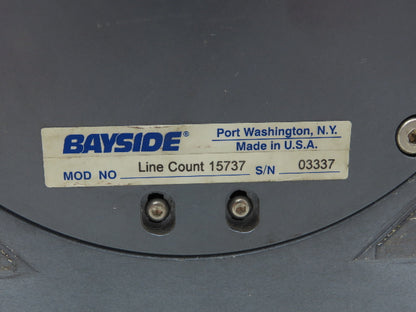 BAYSIDE® Port Washington, N.Y.
Made in U.S.A.
MOD NO Line Count 15737 S/N 03337